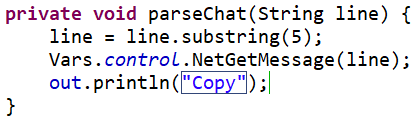 private void parseChat(String line) {
    line = line.substring(5);
    Vars.control.NetGetMessage(line);
    out.println("Copy");
}